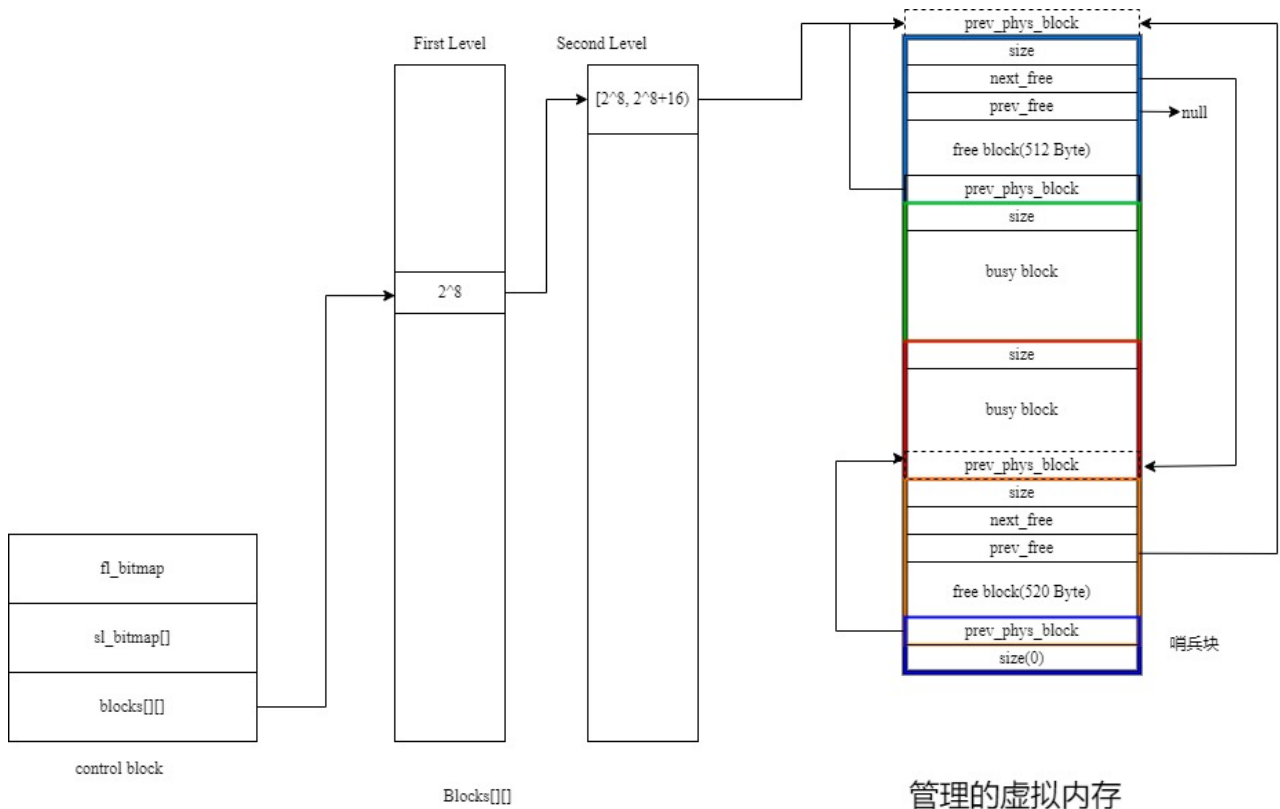 First Level
2^8
Second Level
[2^8, 2^8+16)
fl_bitmap
sl_bitmap[]
blocks[][]
control block
Blocks[][]
prev_phys_block
size
next_free
prev_free
null
free block(512 Byte)
prev_phys_block
size
busy block
size
busy block
prev_phys_block
size
next_free
prev_free
free block(520 Byte)
prev_phys_block
哨兵块
size(0)
管理的虚拟内存